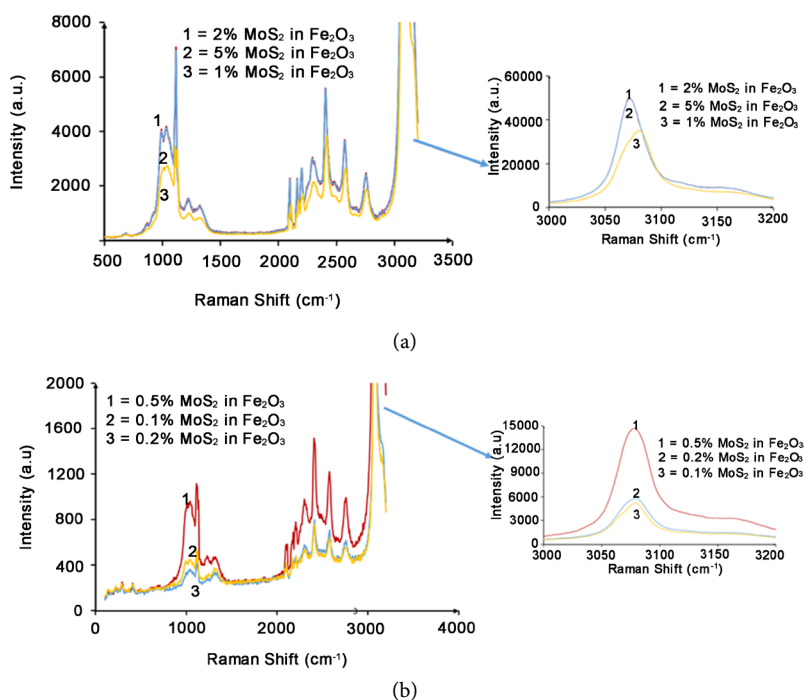 8000
6000
4000
2000
0
Intensity (a.u.)
1 = 2% MoS₂ in Fe₂O₃
2 = 5% MoS₂ in Fe₂O₃
3 = 1% MoS₂ in Fe₂O₃
1
2
3
500 1000 1500 2000 2500 3000 3500
Raman Shift (cm⁻¹)
60000
40000
20000
0
Intensity (a.u.)
1
2
3
1 = 2% MoS₂ in Fe₂O₃
2 = 5% MoS₂ in Fe₂O₃
3 = 1% MoS₂ in Fe₂O₃
3000 3050 3100 3150 3200
Raman Shift (cm⁻¹)
(a)
2000
1600
1200
800
400
0
Intensity (a.u)
1 = 0.5% MoS₂ in Fe₂O₃
2 = 0.1% MoS₂ in Fe₂O₃
3 = 0.2% MoS₂ in Fe₂O₃
1
2
3
0 1000 2000 3000 4000
Raman Shift (cm⁻¹)
15000
12000
9000
6000
3000
0
Intensity (a.u)
1
2
3
1 = 0.5% MoS₂ in Fe₂O₃
2 = 0.2% MoS₂ in Fe₂O₃
3 = 0.1% MoS₂ in Fe₂O₃
3000 3050 3100 3150 3200
Raman Shift (cm⁻¹)
(b)